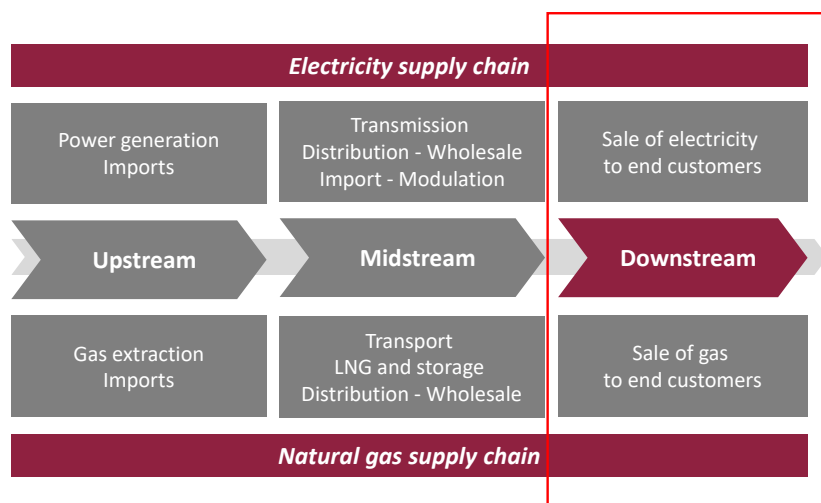 Electricity supply chain
Power generation
Imports
Transmission
Distribution - Wholesale
Import - Modulation
Sale of electricity
to end customers
Upstream
Midstream
Downstream
Gas extraction
Imports
Transport
LNG and storage
Distribution - Wholesale
Sale of gas
to end customers
Natural gas supply chain